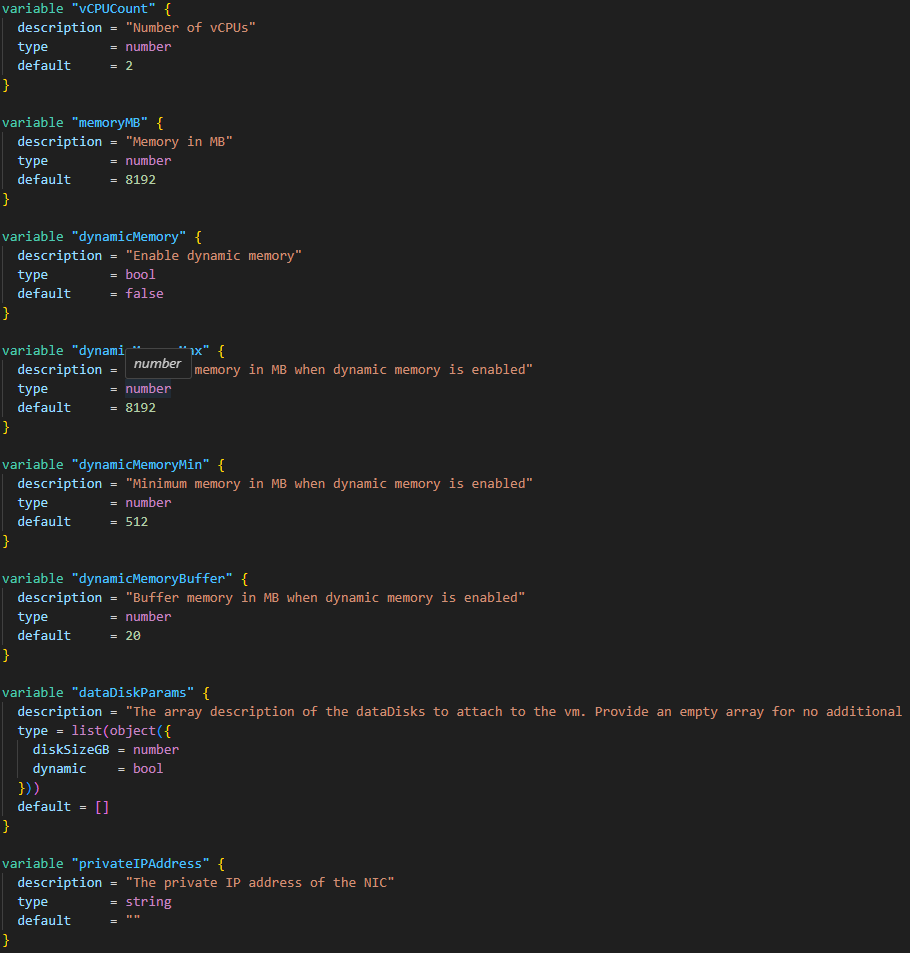 variable "vCPUCount" {
  description = "Number of vCPUs"
  type        = number
  default     = 2
}

variable "memoryMB" {
  description = "Memory in MB"
  type        = number
  default     = 8192
}

variable "dynamicMemory" {
  description = "Enable dynamic memory"
  type        = bool
  default     = false
}

variable "dynami ax" {
number
  description = memory in MB when dynamic memory is enabled"
  type        = number
  default     = 8192
}

variable "dynamicMemoryMin" {
  description = "Minimum memory in MB when dynamic memory is enabled"
  type        = number
  default     = 512
}

variable "dynamicMemoryBuffer" {
  description = "Buffer memory in MB when dynamic memory is enabled"
  type        = number
  default     = 20
}

variable "dataDiskParams" {
  description = "The array description of the dataDisks to attach to the vm. Provide an empty array for no additional
  type = list(object({
    diskSizeGB = number
    dynamic    = bool
  }))
  default = []
}

variable "privateIPAddress" {
  description = "The private IP address of the NIC"
  type        = string
  default     = ""
}